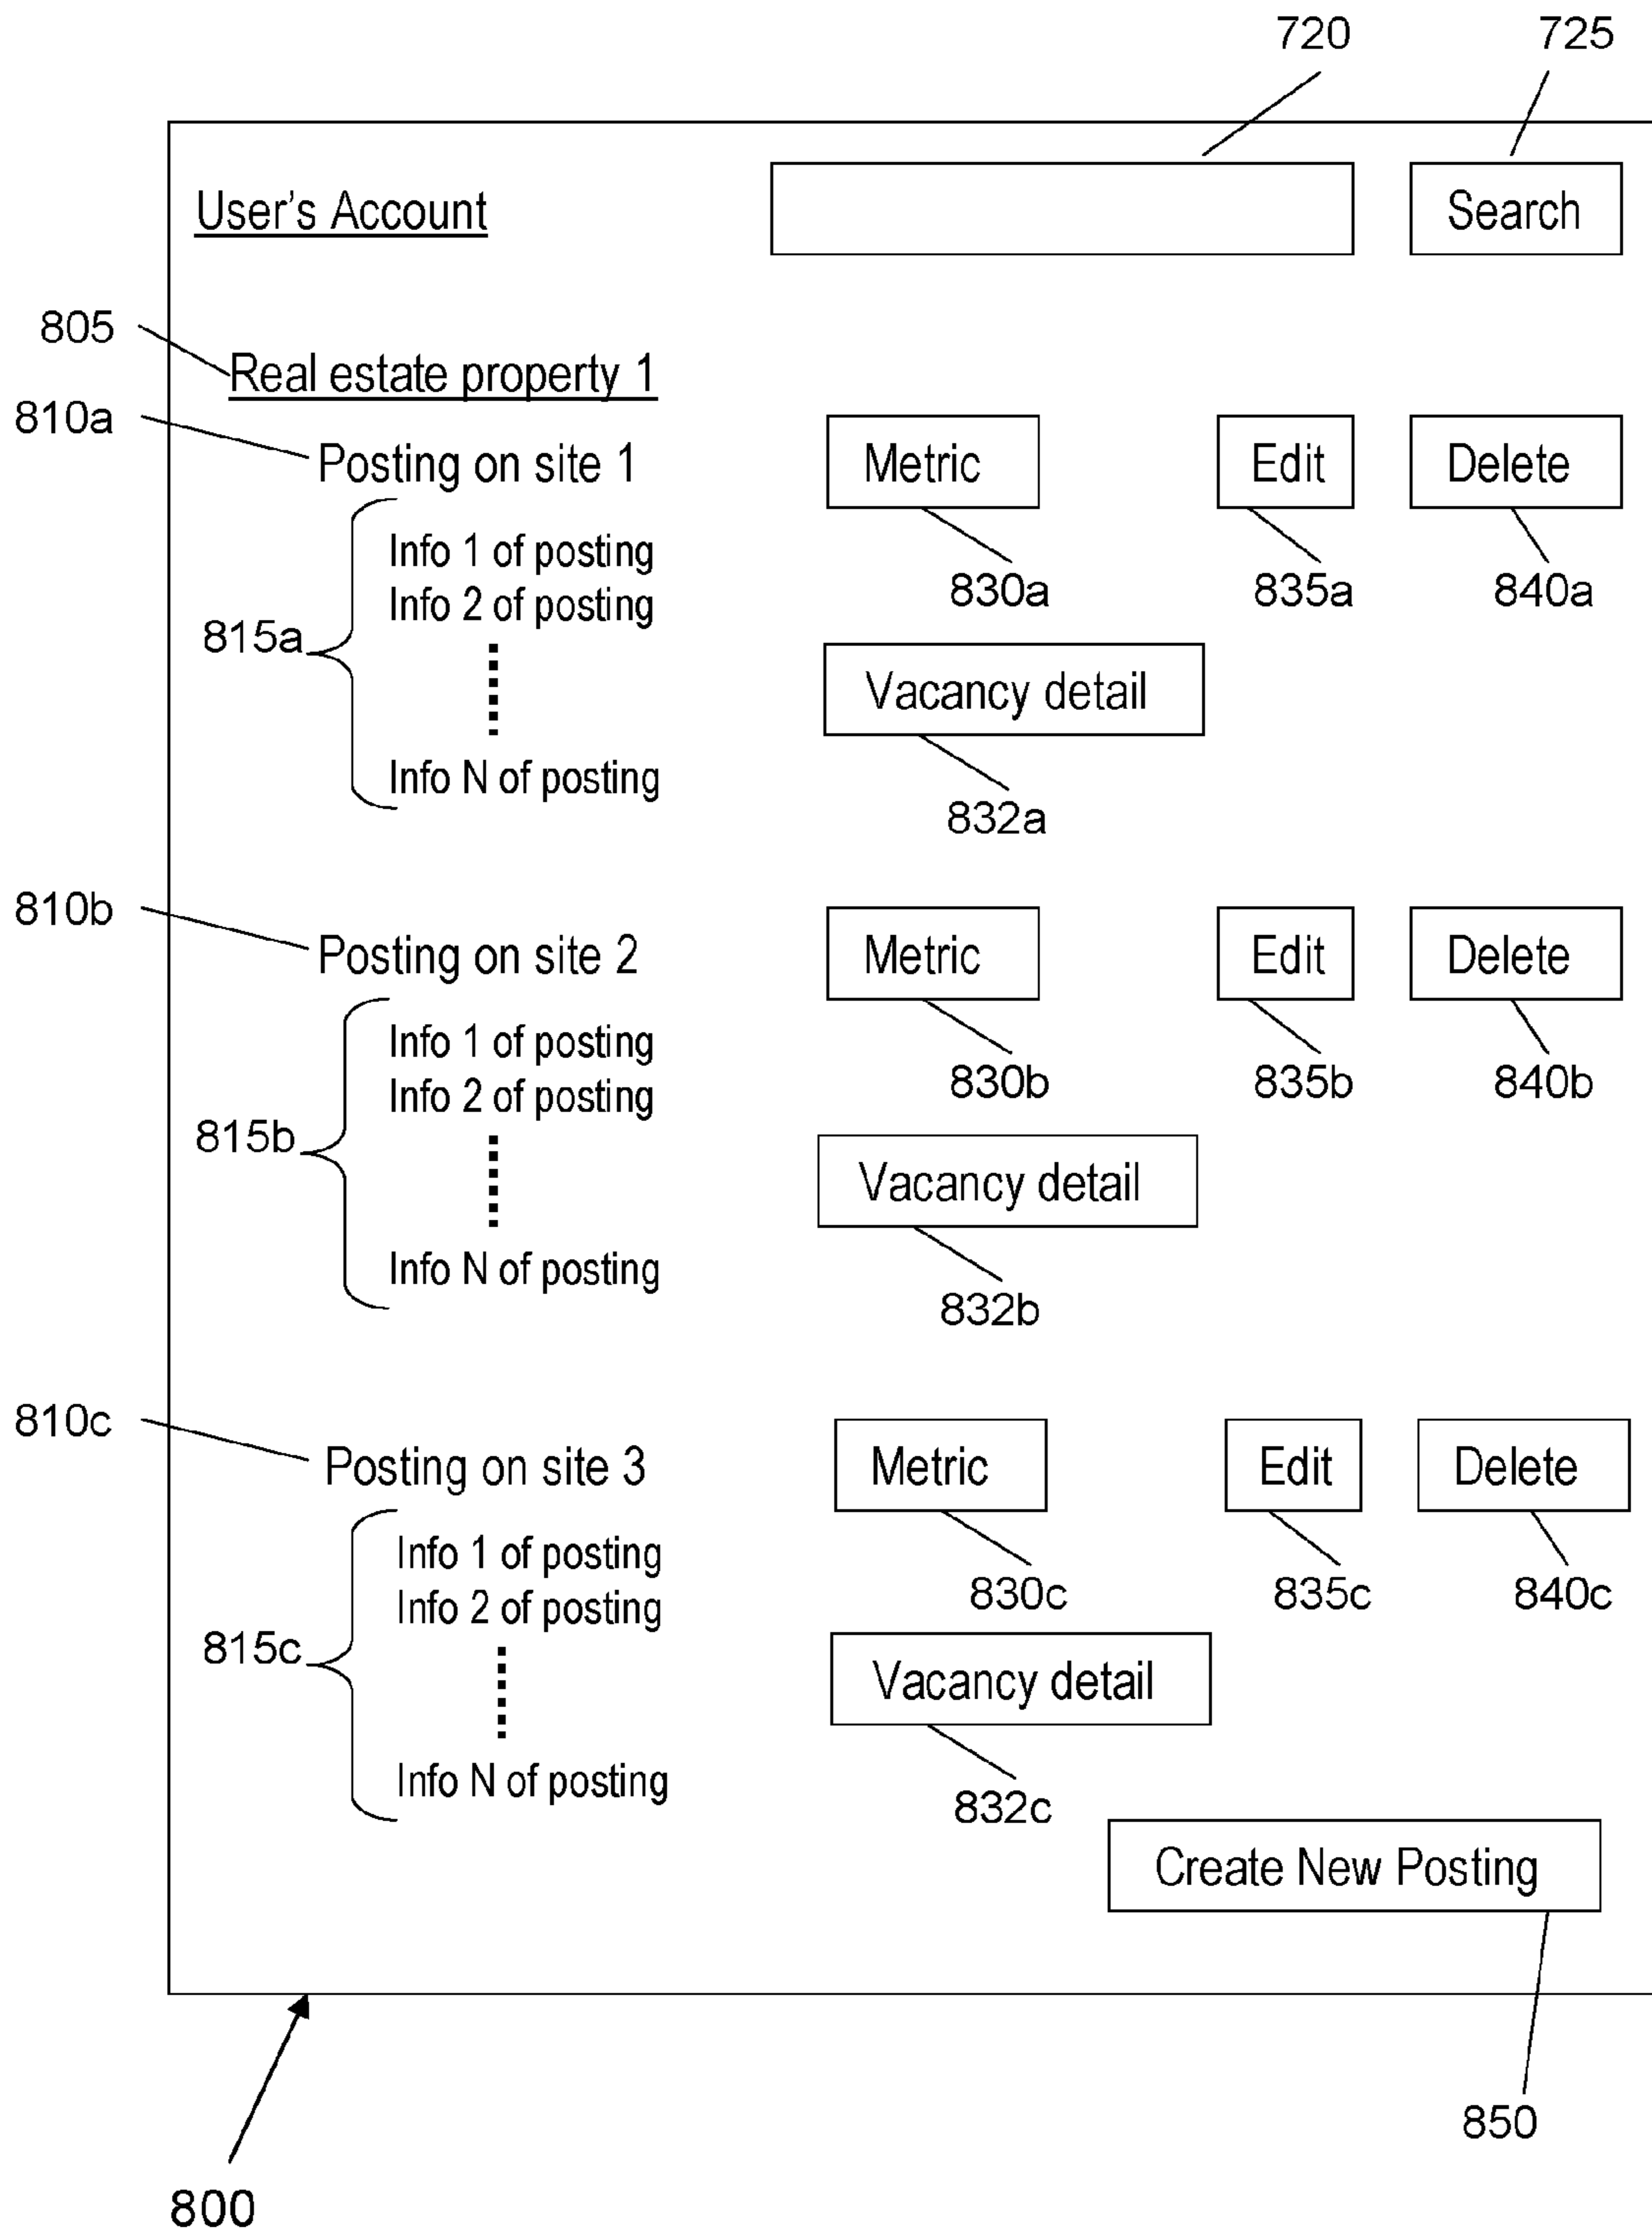 720 725
User's Account Search
805
Real estate property 1
810a
Posting on site 1 Metric Edit Delete
Info 1 of posting
830a 835a 840a
Info 2 of posting
815a
Vacancy detail
Info N of posting
832a
810b
Posting on site 2 Metric Edit Delete
Info 1 of posting
830b 835b 840b
Info 2 of posting
815b
Vacancy detail
Info N of posting
832b
810c
Posting on site 3 Metric Edit Delete
Info 1 of posting
830c 835c 840c
Info 2 of posting
815c
Vacancy detail
Info N of posting
832c
Create New Posting
850
800